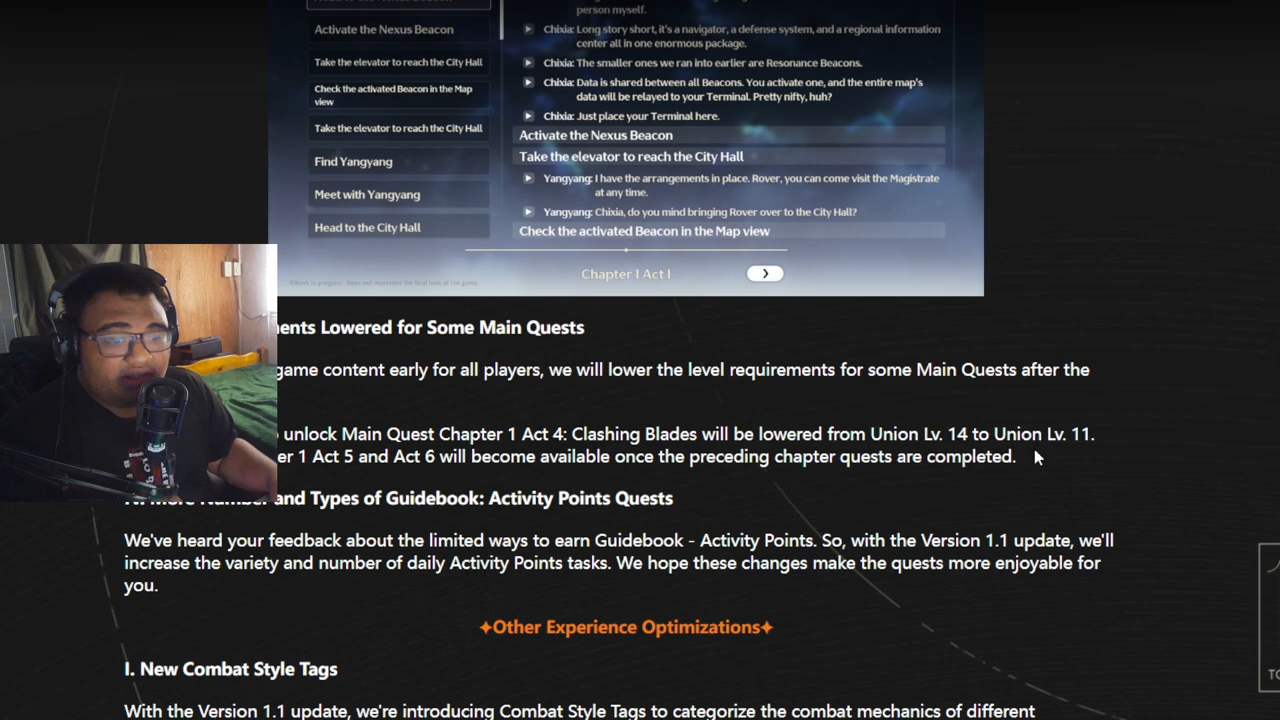 Activate the Nexus Beacon
Take the elevator to reach the City Hall
Check the activated Beacon in the Map
view
Take the elevator to reach the City Hall
Find Yangyang
Meet with Yangyang
Head to the City Hall
person myself.
Chixia: Long story short, it's a navigator, a defense system, and a regional information
center all in one enormous package.
Chixia: The smaller ones we ran into earlier are Resonance Beacons.
Chixia: Data is shared between all Beacons. You activate one, and the entire map's
data will be relayed to your Terminal. Pretty nifty, huh?
Chixia: Just place your Terminal here.
Activate the Nexus Beacon
Take the elevator to reach the City Hall
Yangyang: I have the arrangements in place. Rover, you can come visit the Magistrate
at any time.
Yangyang: Chixia, do you mind bringing Rover over to the City Hall?
Check the activated Beacon in the Map view
Chapter I Act I
*Work in progress. Does not represent the final look of the game.
ents Lowered for Some Main Quests
game content early for all players, we will lower the level requirements for some Main Quests after the
unlock Main Quest Chapter 1 Act 4: Clashing Blades will be lowered from Union Lv. 14 to Union Lv. 11.
er 1 Act 5 and Act 6 will become available once the preceding chapter quests are completed.
and Types of Guidebook: Activity Points Quests
We've heard your feedback about the limited ways to earn Guidebook - Activity Points. So, with the Version 1.1 update, we'll
increase the variety and number of daily Activity Points tasks. We hope these changes make the quests more enjoyable for
you.
✦Other Experience Optimizations✦
I. New Combat Style Tags
With the Version 1.1 update, we're introducing Combat Style Tags to categorize the combat mechanics of different